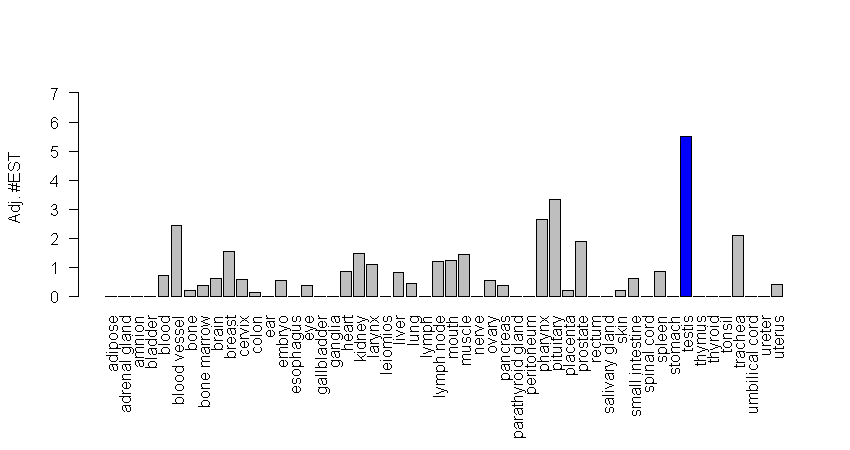 7
6
5
4
3
2
1
0
Adj. #EST
adipose
adrenal gland
amnion
bladder
blood
blood vessel
bone
bone marrow
brain
breast
cervix
colon
ear
embryo
esophagus
eye
gallbladder
ganglia
heart
kidney
larynx
leiomios
liver
lung
lymph
lymph node
mouth
muscle
nerve
ovary
pancreas
parathyroid gland
peritoneum
pharynx
pituitary
placenta
prostate
rectum
salivary gland
skin
small intestine
spinal cord
spleen
stomach
testis
thymus
thyroid
tonsil
trachea
umbilical cord
ureter
uterus